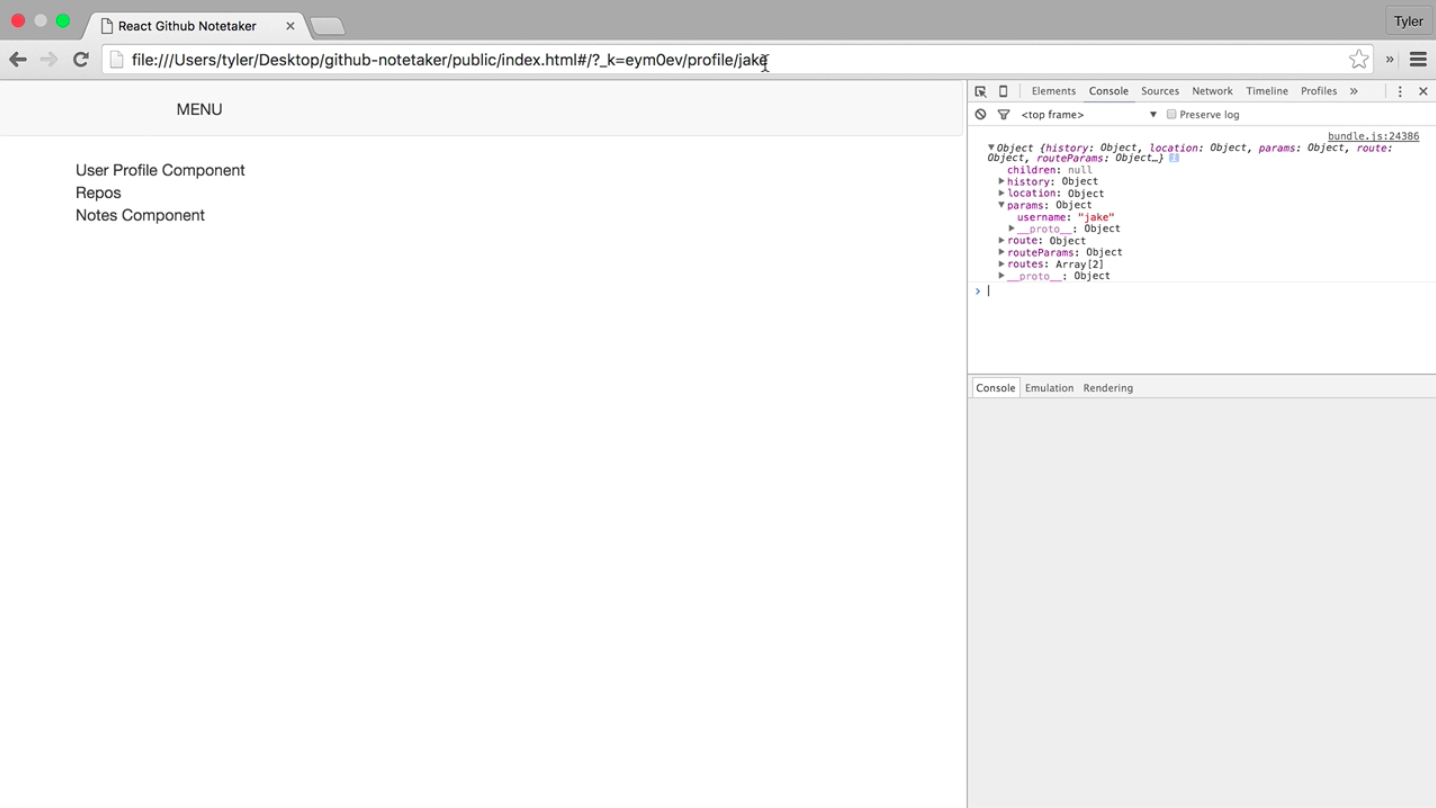 React Github Notetaker
Tyler
file:///Users/tyler/Desktop/github-notetaker/public/index.html#/?_k=eym0ev/profile/jake
»
MENU
User Profile Component
Repos
Notes Component
Elements Console Sources Network Timeline Profiles »
<top frame> Preserve log
bundle.js:24386
Object {history: Object, location: Object, params: Object, route:
Object, routeParams: Object…}
children: null
history: Object
location: Object
params: Object
username: "jake"
__proto__: Object
route: Object
routeParams: Object
routes: Array[2]
__proto__: Object
Console Emulation Rendering